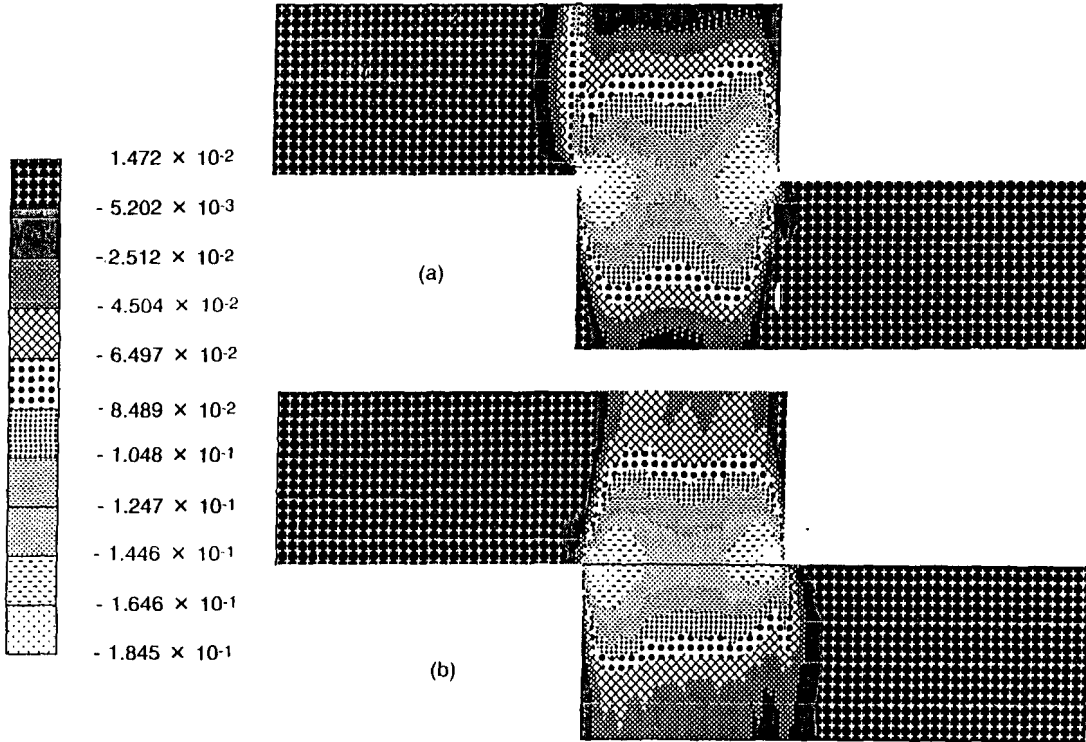 1.472 × 10-2
- 5.202 × 10-3
-2.512 × 10-2
- 4.504 × 10-2
- 6.497 × 10-2
- 8.489 × 10-2
- 1.048 × 10-1
- 1.247 × 10-1
- 1.446 × 10-1
- 1.646 × 10-1
- 1.845 × 10-1
(a)
(b)